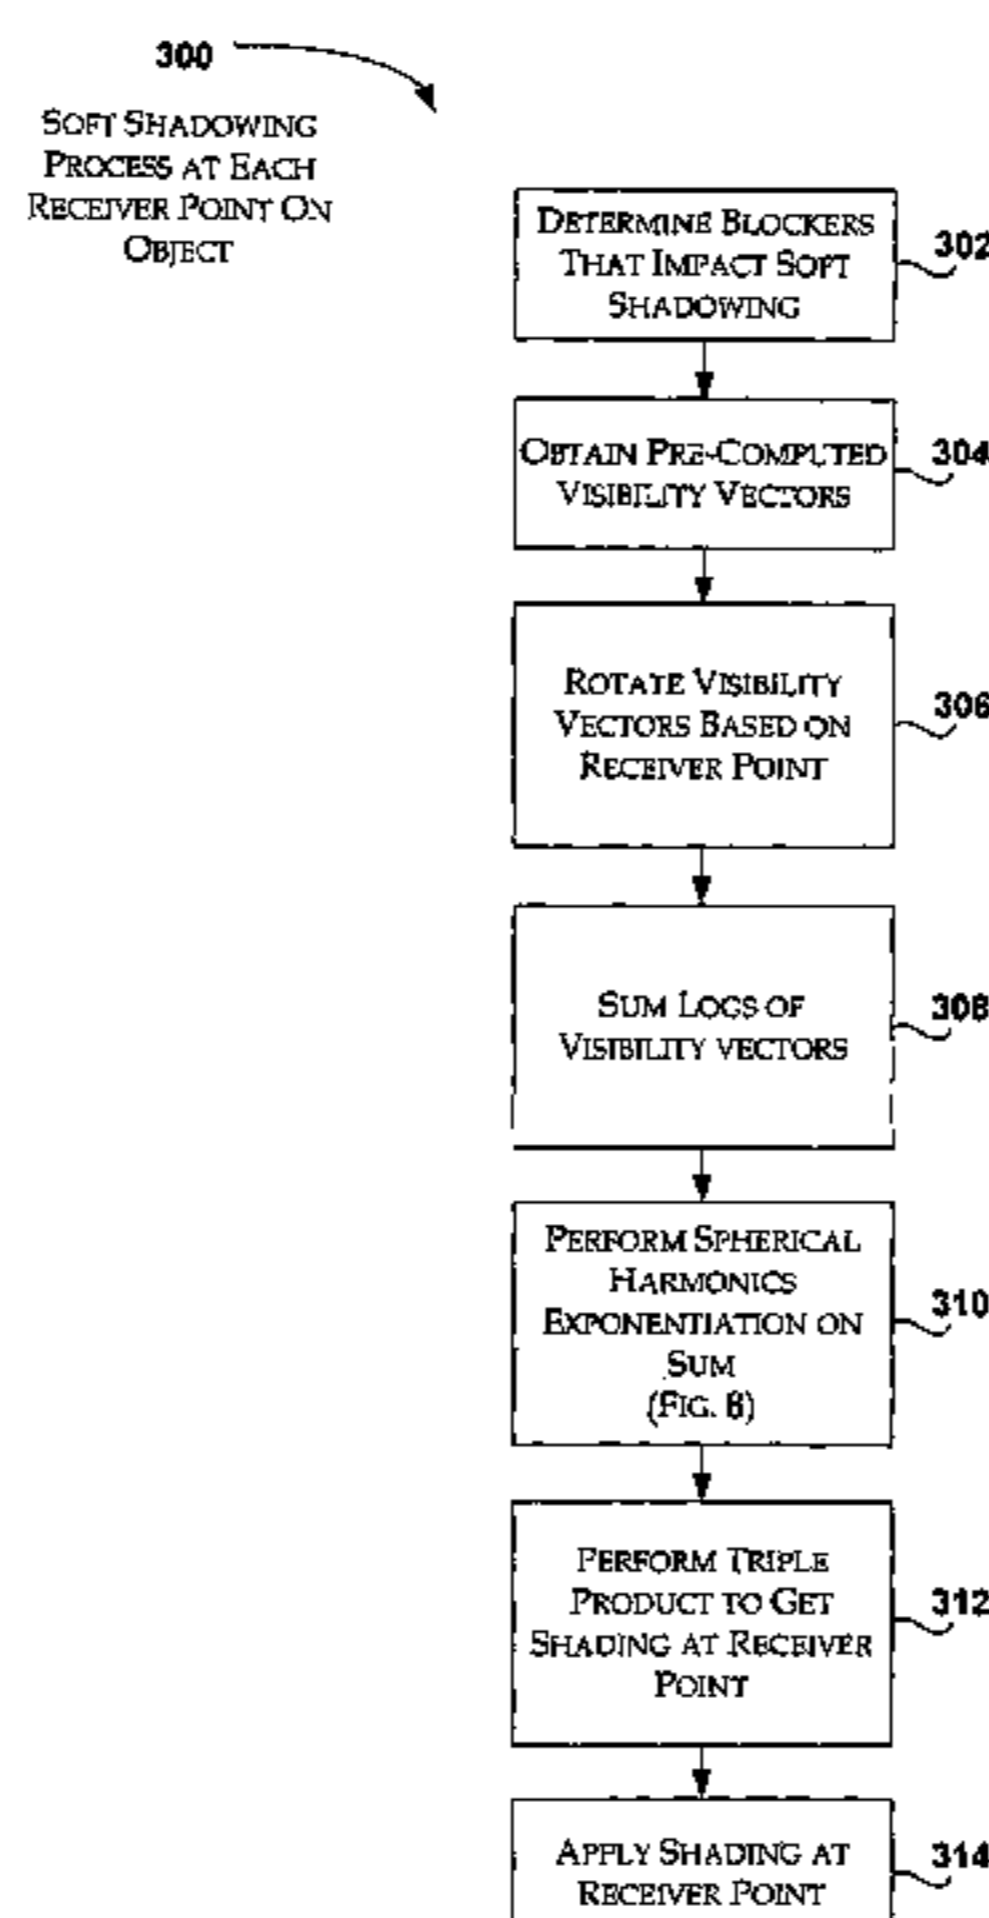 300
SOFT SHADOWING
PROCESS AT EACH
RECEIVER POINT ON
OBJECT
DETERMINE BLOCKERS
THAT IMPACT SOFT
SHADOWING
302
OBTAIN PRE-COMPUTED
VISIBILITY VECTORS
304
ROTATE VISIBILITY
VECTORS BASED ON
RECEIVER POINT
306
SUM LOGS OF
VISIBILITY VECTORS
308
PERFORM SPHERICAL
HARMONICS
EXPONENTIATION ON
SUM
(FIG. 8)
310
PERFORM TRIPLE
PRODUCT TO GET
SHADING AT RECEIVER
POINT
312
APPLY SHADING AT
RECEIVER POINT
314